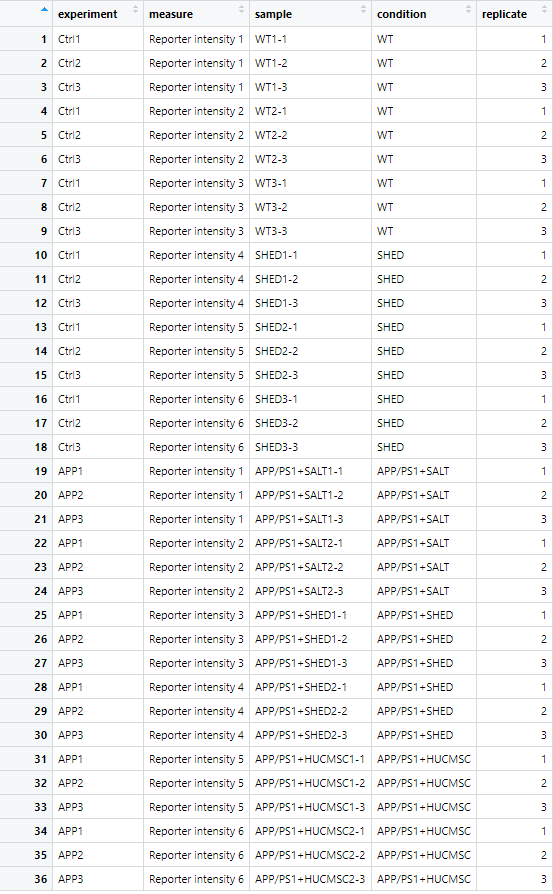 experiment measure sample condition replicate
1 Ctrl1 Reporter intensity 1 WT1-1 WT 1
2 Ctrl2 Reporter intensity 1 WT1-2 WT 2
3 Ctrl3 Reporter intensity 1 WT1-3 WT 3
4 Ctrl1 Reporter intensity 2 WT2-1 WT 1
5 Ctrl2 Reporter intensity 2 WT2-2 WT 2
6 Ctrl3 Reporter intensity 2 WT2-3 WT 3
7 Ctrl1 Reporter intensity 3 WT3-1 WT 1
8 Ctrl2 Reporter intensity 3 WT3-2 WT 2
9 Ctrl3 Reporter intensity 3 WT3-3 WT 3
10 Ctrl1 Reporter intensity 4 SHED1-1 SHED 1
11 Ctrl2 Reporter intensity 4 SHED1-2 SHED 2
12 Ctrl3 Reporter intensity 4 SHED1-3 SHED 3
13 Ctrl1 Reporter intensity 5 SHED2-1 SHED 1
14 Ctrl2 Reporter intensity 5 SHED2-2 SHED 2
15 Ctrl3 Reporter intensity 5 SHED2-3 SHED 3
16 Ctrl1 Reporter intensity 6 SHED3-1 SHED 1
17 Ctrl2 Reporter intensity 6 SHED3-2 SHED 2
18 Ctrl3 Reporter intensity 6 SHED3-3 SHED 3
19 APP1 Reporter intensity 1 APP/PS1+SALT1-1 APP/PS1+SALT 1
20 APP2 Reporter intensity 1 APP/PS1+SALT1-2 APP/PS1+SALT 2
21 APP3 Reporter intensity 1 APP/PS1+SALT1-3 APP/PS1+SALT 3
22 APP1 Reporter intensity 2 APP/PS1+SALT2-1 APP/PS1+SALT 1
23 APP2 Reporter intensity 2 APP/PS1+SALT2-2 APP/PS1+SALT 2
24 APP3 Reporter intensity 2 APP/PS1+SALT2-3 APP/PS1+SALT 3
25 APP1 Reporter intensity 3 APP/PS1+SHED1-1 APP/PS1+SHED 1
26 APP2 Reporter intensity 3 APP/PS1+SHED1-2 APP/PS1+SHED 2
27 APP3 Reporter intensity 3 APP/PS1+SHED1-3 APP/PS1+SHED 3
28 APP1 Reporter intensity 4 APP/PS1+SHED2-1 APP/PS1+SHED 1
29 APP2 Reporter intensity 4 APP/PS1+SHED2-2 APP/PS1+SHED 2
30 APP3 Reporter intensity 4 APP/PS1+SHED2-3 APP/PS1+SHED 3
31 APP1 Reporter intensity 5 APP/PS1+HUCMSC1-1 APP/PS1+HUCMSC 1
32 APP2 Reporter intensity 5 APP/PS1+HUCMSC1-2 APP/PS1+HUCMSC 2
33 APP3 Reporter intensity 5 APP/PS1+HUCMSC1-3 APP/PS1+HUCMSC 3
34 APP1 Reporter intensity 6 APP/PS1+HUCMSC2-1 APP/PS1+HUCMSC 1
35 APP2 Reporter intensity 6 APP/PS1+HUCMSC2-2 APP/PS1+HUCMSC 2
36 APP3 Reporter intensity 6 APP/PS1+HUCMSC2-3 APP/PS1+HUCMSC 3